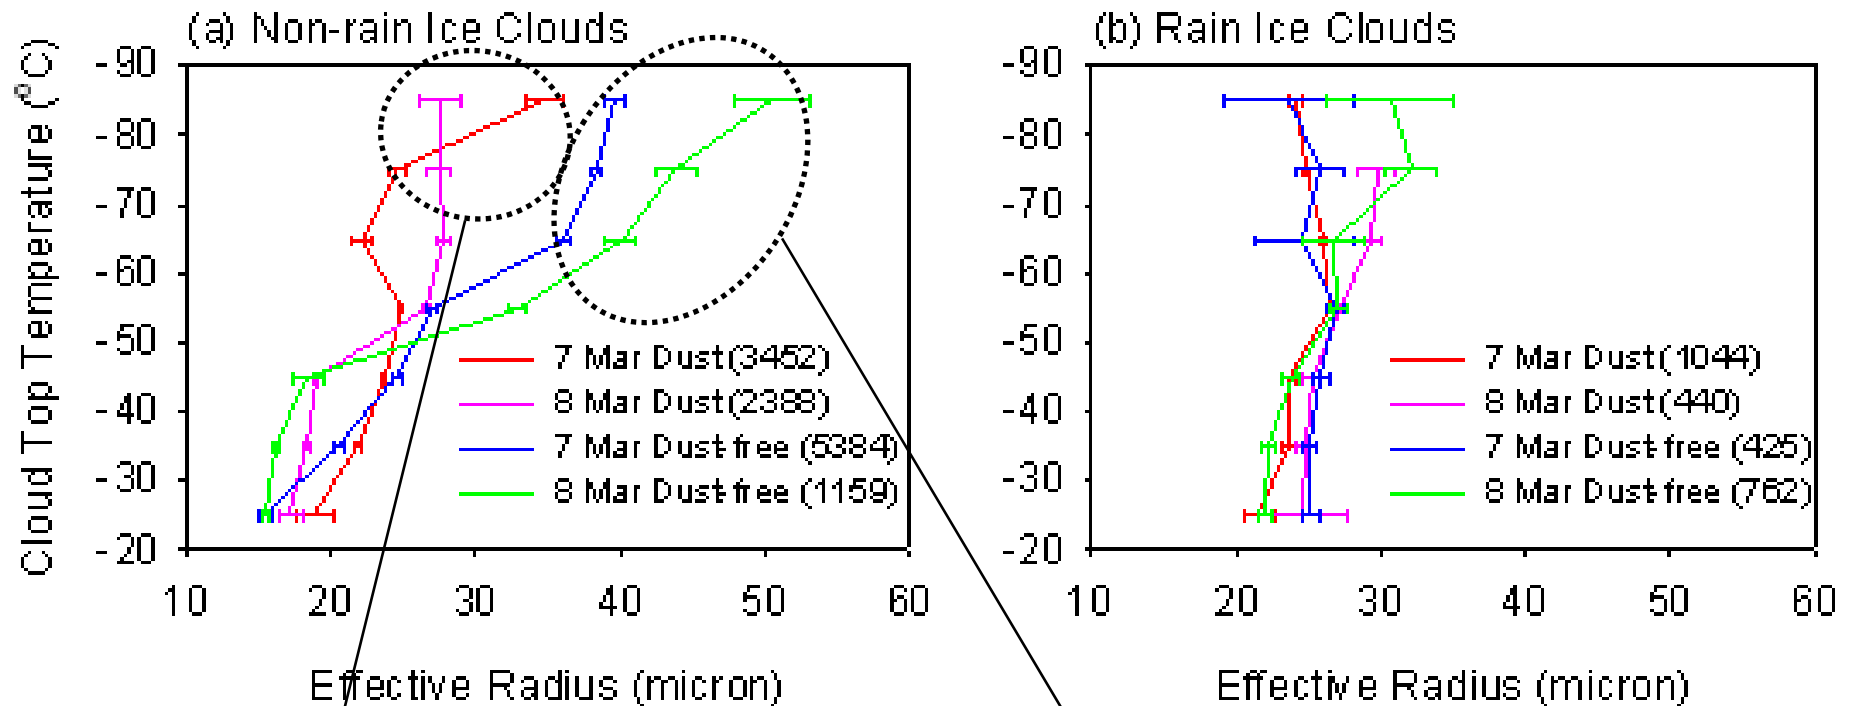 (a) Non-rain Ice Clouds
Cloud Top Temperature (°C)
-90
-80
-70
-60
-50
-40
-30
-20
7 Mar Dust (3452)
8 Mar Dust (2388)
7 Mar Dust-free (5384)
8 Mar Dust-free (1159)
10 20 30 40 50 60
Effective Radius (micron)
(b) Rain Ice Clouds
-90
-80
-70
-60
-50
-40
-30
-20
7 Mar Dust (1044)
8 Mar Dust (440)
7 Mar Dust-free (425)
8 Mar Dust-free (762)
10 20 30 40 50 60
Effective Radius (micron)